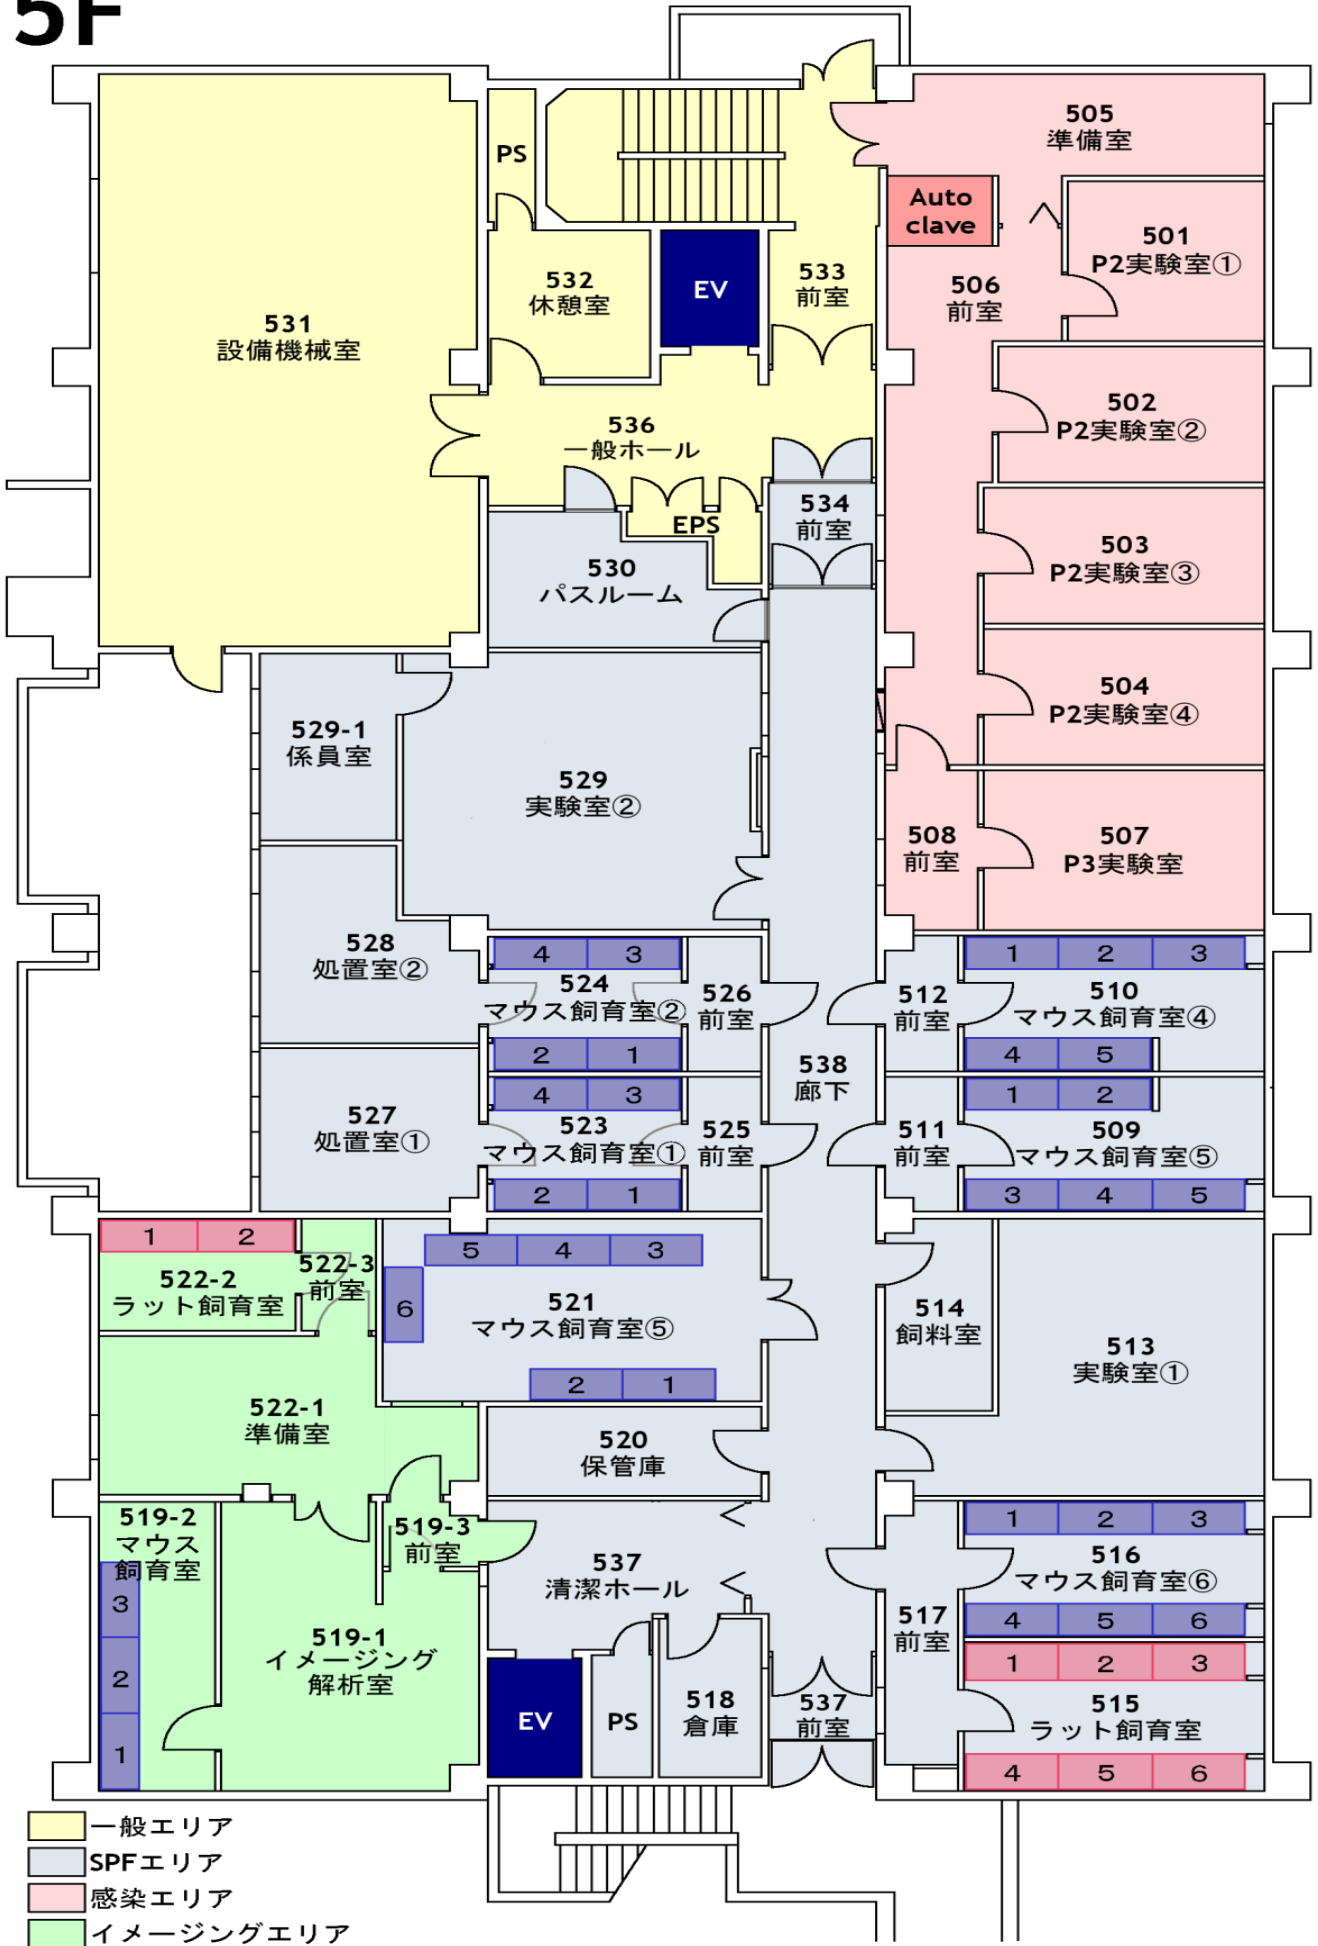 5F
505
準備室
PS
Auto
clave
501
P2実験室①
532
休憩室
EV
533
前室
506
前室
531
設備機械室
502
P2実験室②
536
一般ホール
534
前室
EPS
503
P2実験室③
530
パスルーム
504
P2実験室④
529-1
係員室
529
実験室②
508
前室
507
P3実験室
528
処置室②
4 3
524
マウス飼育室②
2 1
526
前室
512
前室
1 2 3
510
マウス飼育室④
4 5
538
廊下
527
処置室①
4 3
523
マウス飼育室①
2 1
525
前室
511
前室
1 2
509
マウス飼育室⑤
3 4 5
1 2
522-2
ラット飼育室
522-3
前室
5 4 3
6
521
マウス飼育室⑤
2 1
514
飼料室
513
実験室①
522-1
準備室
520
保管庫
519-2
マウス
飼育室
3
2
1
519-3
前室
519-1
イメージング
解析室
537
清潔ホール
1 2 3
516
マウス飼育室⑥
4 5 6
517
前室
1 2 3
515
ラット飼育室
4 5 6
EV
PS
518
倉庫
537
前室
一般エリア
SPFエリア
感染エリア
イメージングエリア